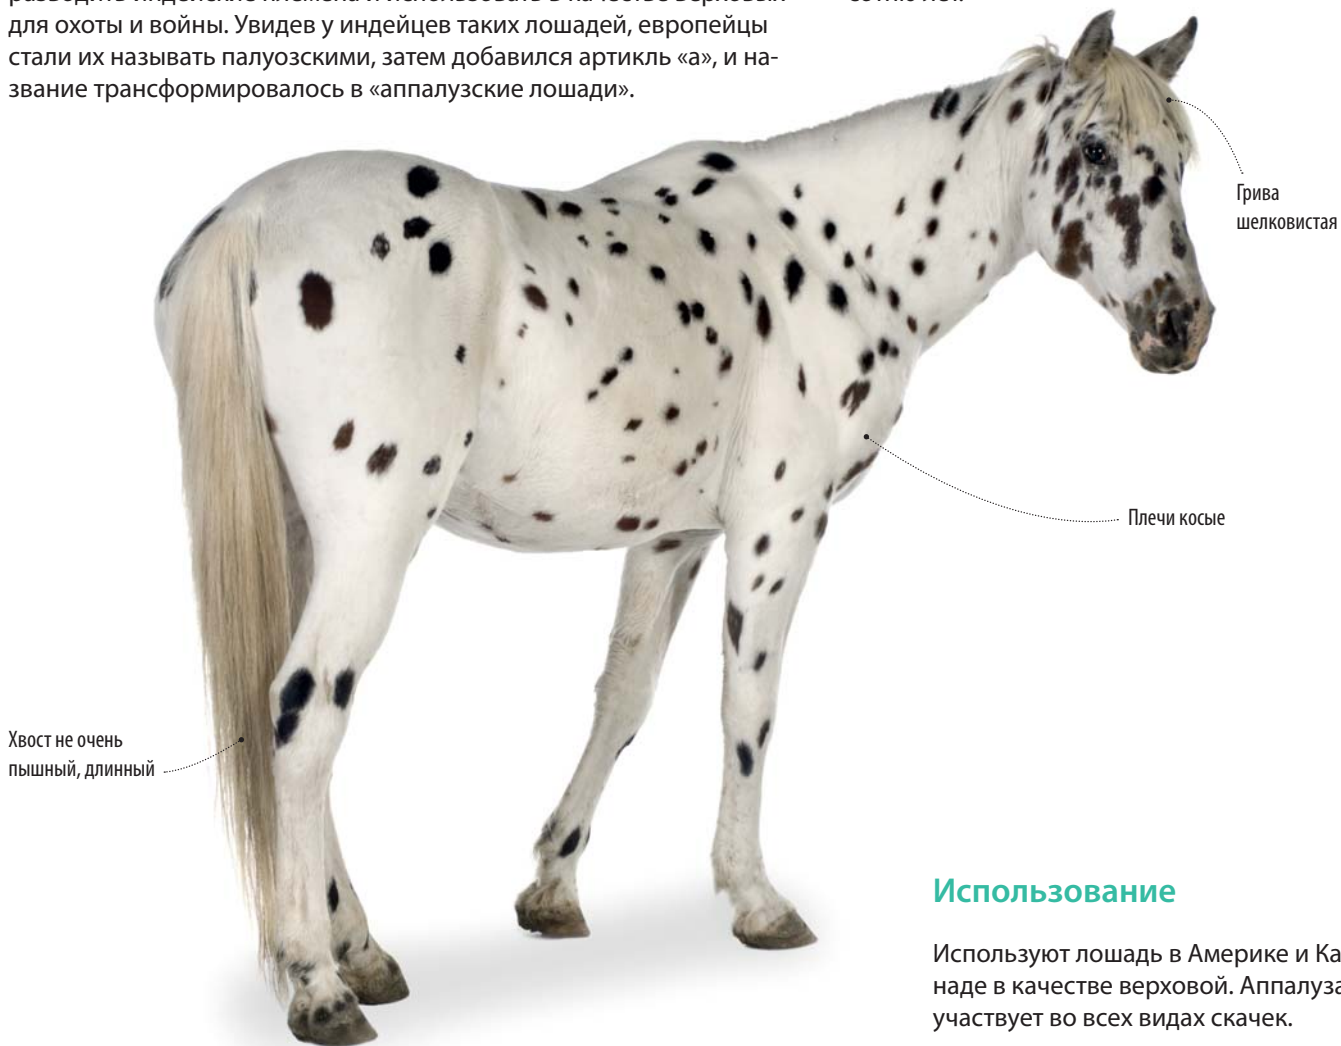 для охоты и войны. Увидев у индейцев таких лошадей, европейцы
стали их называть палуозскими, затем добавился артикль «а», и на-
звание трансформировалось в «аппалузские лошади».
Грива
шелковистая
Плечи косые
Хвост не очень
пышный, длинный
Использование
Используют лошадь в Америке и Ка-
наде в качестве верховой. Аппалуза
участвует во всех видах скачек.